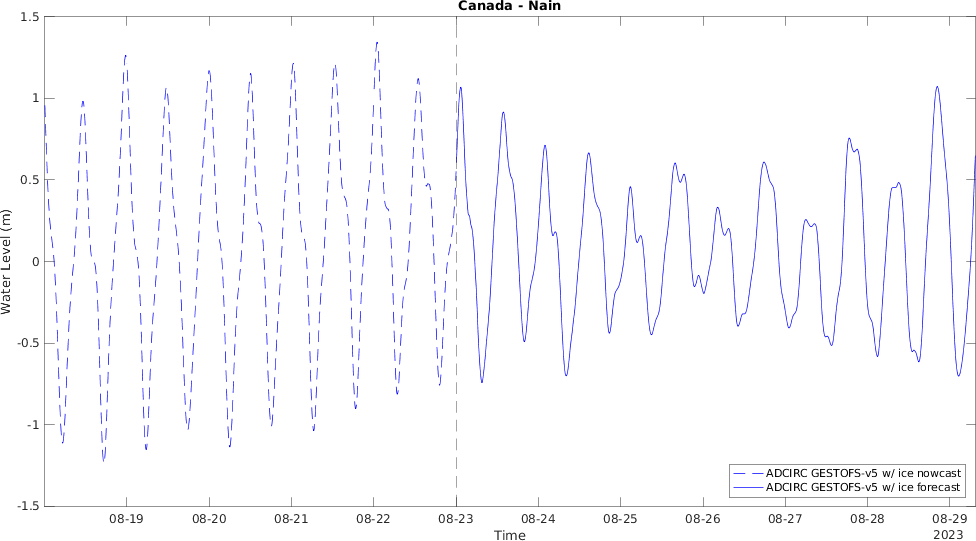 Canada - Nain
Water Level (m)
1.5
1
0.5
0
-0.5
-1
-1.5
ADCIRC GESTOFS-v5 w/ ice nowcast
ADCIRC GESTOFS-v5 w/ ice forecast
08-19 08-20 08-21 08-22 08-23 08-24 08-25 08-26 08-27 08-28 08-29
2023
Time